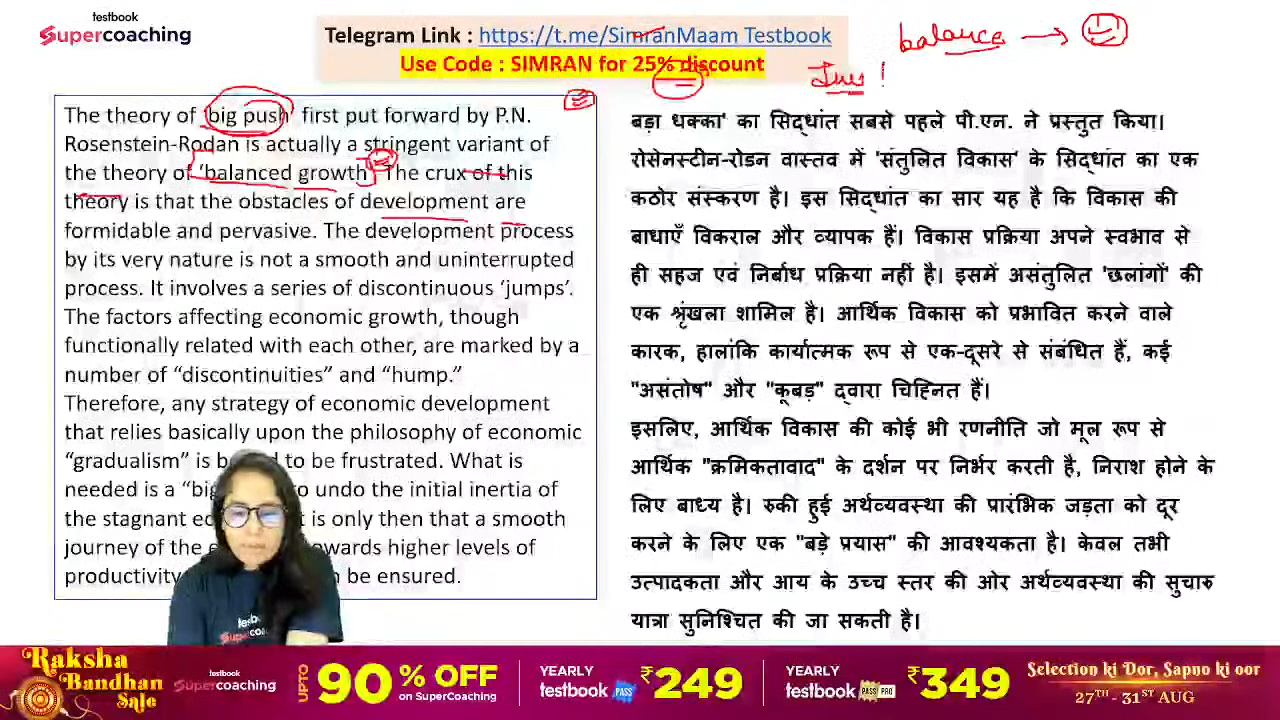 testbook
Supercoaching
Telegram Link : https://t.me/SimranMaam Testbook
Use Code : SIMRAN for 25% discount
balance →
The theory of 'big push' first put forward by P.N.
Rosenstein-Rodan is actually a stringent variant of
the theory of 'balanced growth'. The crux of this
theory is that the obstacles of development are
formidable and pervasive. The development process
by its very nature is not a smooth and uninterrupted
process. It involves a series of discontinuous 'jumps'.
The factors affecting economic growth, though
functionally related with each other, are marked by a
number of "discontinuities" and "hump."
Therefore, any strategy of economic development
that relies basically upon the philosophy of economic
"gradualism" is to be frustrated. What is
needed is a "big to undo the initial inertia of
the stagnant is only then that a smooth
journey of the towards higher levels of
productivity be ensured.
बड़ा धक्का' का सिद्धांत सबसे पहले पी.एन. ने प्रस्तुत किया।
रोसेनस्टीन-रोडन वास्तव में 'संतुलित विकास' के सिद्धांत का एक
कठोर संस्करण है। इस सिद्धांत का सार यह है कि विकास की
बाधाएँ विकराल और व्यापक हैं। विकास प्रक्रिया अपने स्वभाव से
ही सहज एवं निर्बाध प्रक्रिया नहीं है। इसमें असंतुलित 'छलांगों' की
एक श्रृंखला शामिल है। आर्थिक विकास को प्रभावित करने वाले
कारक, हालांकि कार्यात्मक रूप से एक-दूसरे से संबंधित हैं, कई
"असंतोष" और "कूबड़" द्वारा चिह्नित हैं।
इसलिए, आर्थिक विकास की कोई भी रणनीति जो मूल रूप से
आर्थिक "क्रमिकतावाद" के दर्शन पर निर्भर करती है, निराश होने के
लिए बाध्य है। रुकी हुई अर्थव्यवस्था की प्रारंभिक जड़ता को दूर
करने के लिए एक "बड़े प्रयास" की आवश्यकता है। केवल तभी
उत्पादकता और आय के उच्च स्तर की ओर अर्थव्यवस्था की सुचारु
यात्रा सुनिश्चित की जा सकती है।
Raksha
Bandhan
Sale
testbook
Supercoaching
UPTO 90% OFF
on SuperCoaching
YEARLY
testbook PASS
₹249
YEARLY
testbook PASS PRO
₹349
Selection ki Dor, Sapno ki oor
27TH - 31ST AUG